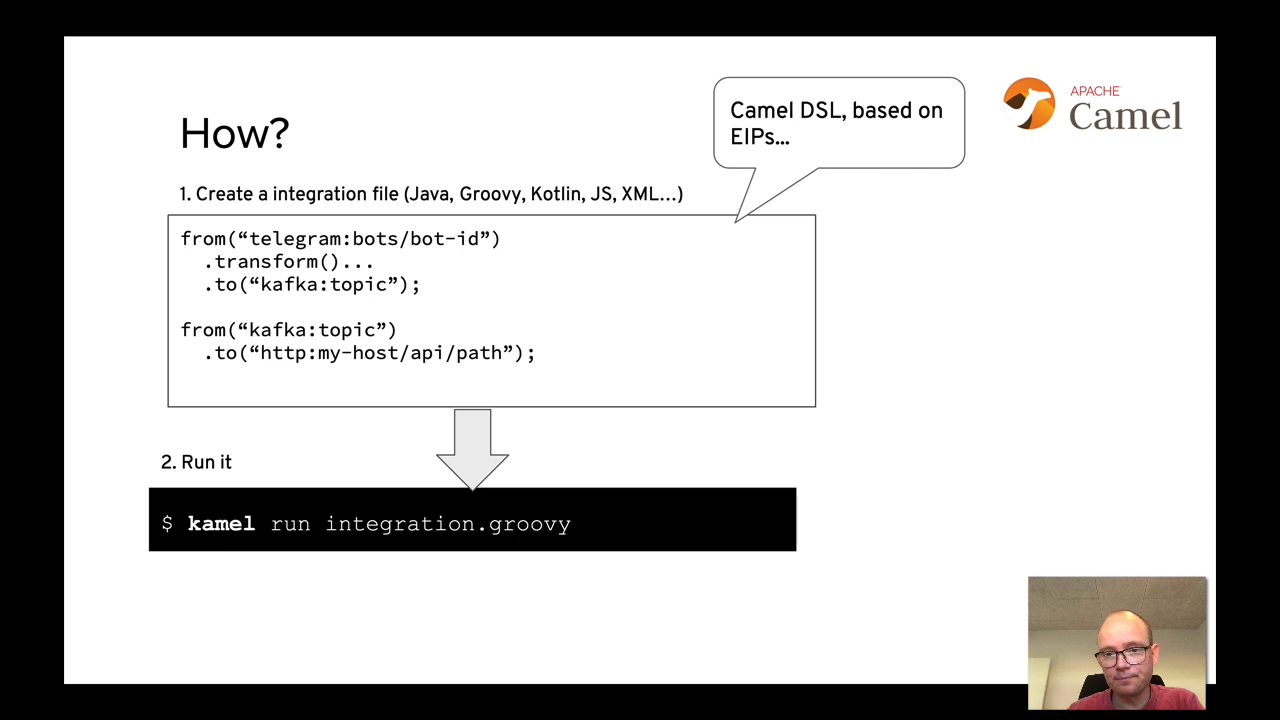 How?
Camel DSL, based on
EIPs...
APACHE
Camel
1. Create a integration file (Java, Groovy, Kotlin, JS, XML...)
from(“telegram:bots/bot-id”)
.transform()...
.to(“kafka:topic”);
from(“kafka:topic”)
.to(“http:my-host/api/path”);
2. Run it
$ kamel run integration.groovy